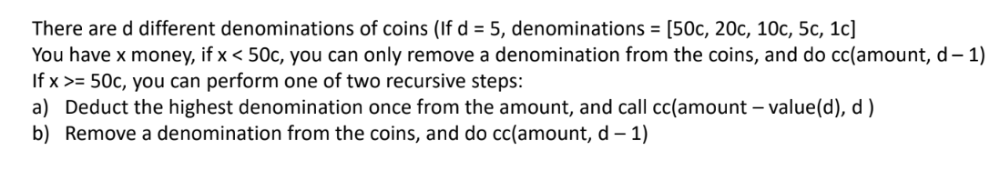 There are d different denominations of coins (If d = 5, denominations = [50c, 20c, 10c, 5c, 1c]
You have x money, if x < 50c, you can only remove a denomination from the coins, and do cc(amount, d – 1)
If x >= 50c, you can perform one of two recursive steps:
a) Deduct the highest denomination once from the amount, and call cc(amount – value(d), d )
b) Remove a denomination from the coins, and do cc(amount, d – 1)